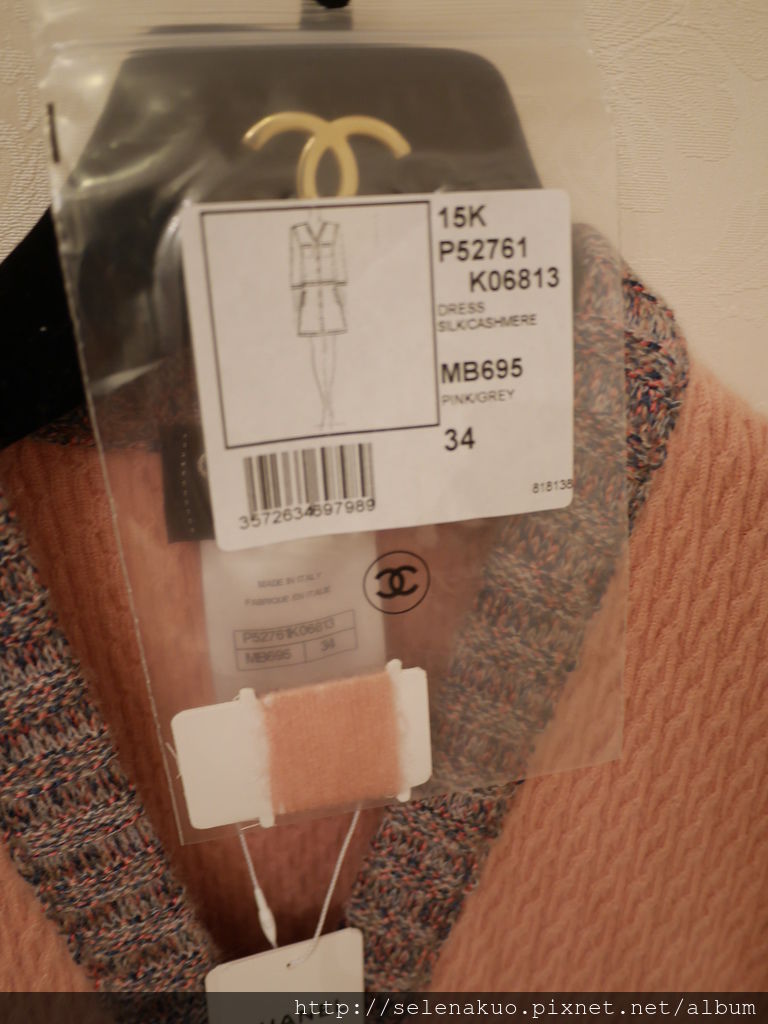 15K
P52761
K06813
DRESS
SILK/CASHMERE
MB695
PINK/GREY
34
818138
3572634697989
MADE IN ITALY
FABRIQUE EN ITALIE
P52761K06813
MB695 34
http://selenakuo.pixnet.net/album